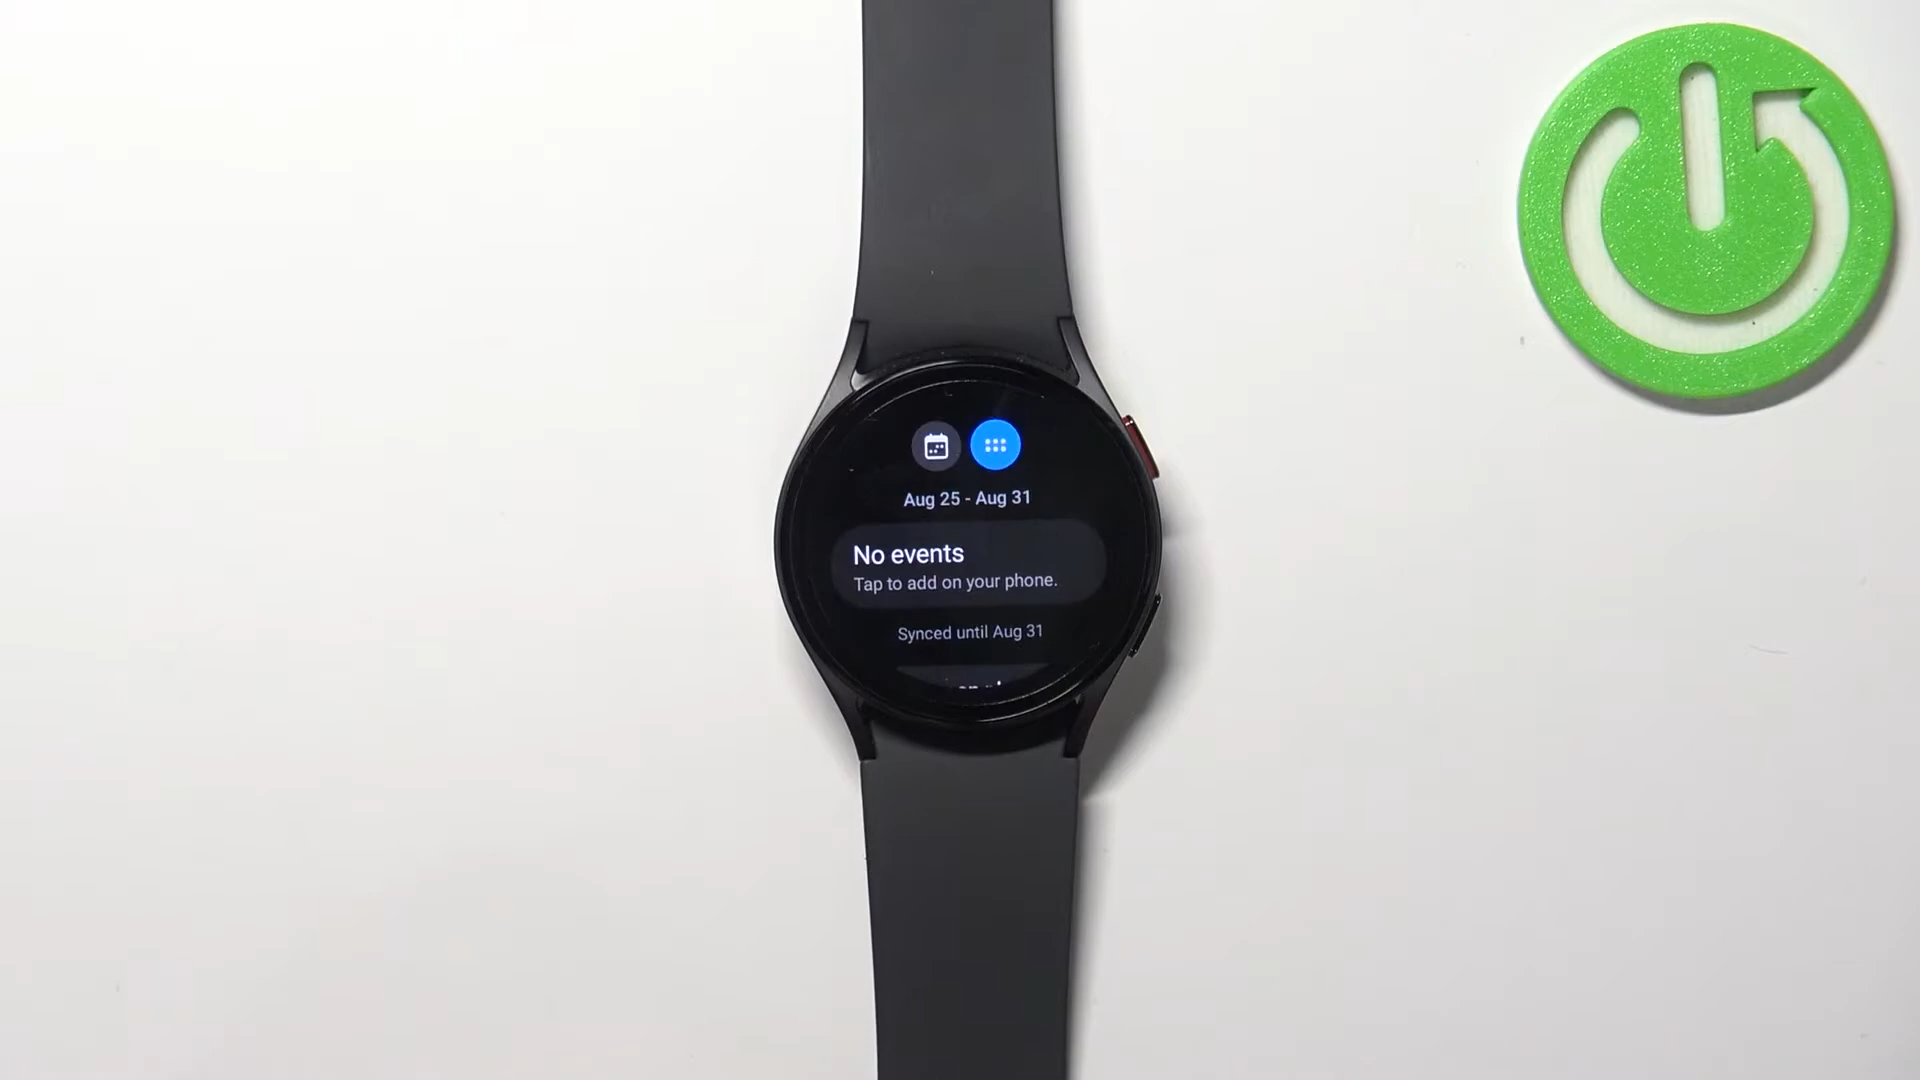 Aug 25 - Aug 31
No events
Tap to add on your phone.
Synced until Aug 31